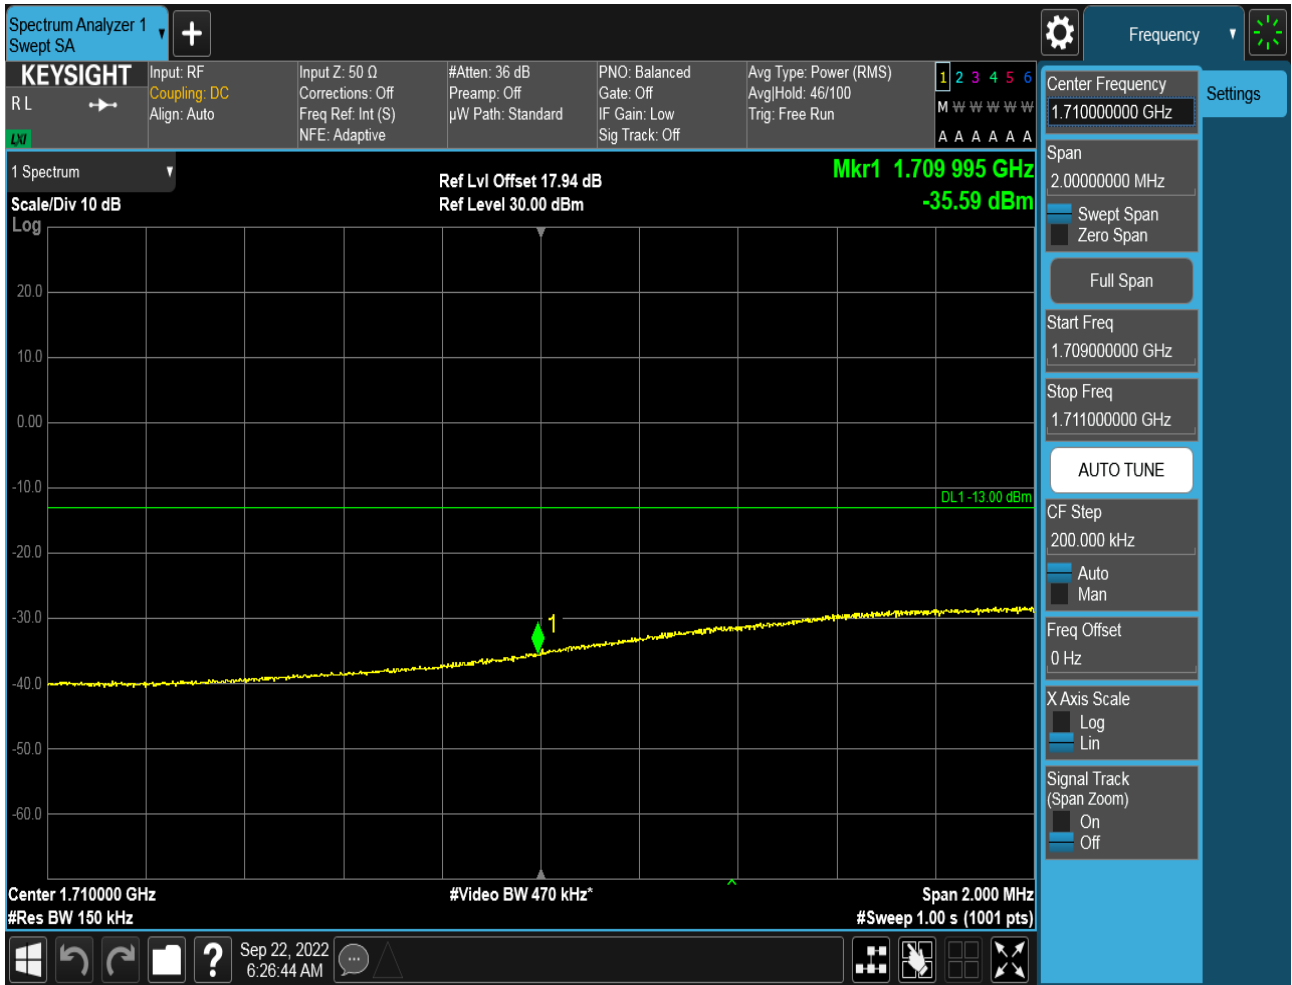 Spectrum Analyzer 1
Swept SA
Frequency
KEYSIGHT
R L
LXI
Input: RF
Coupling: DC
Align: Auto
Input Z: 50 Ω
Corrections: Off
Freq Ref: Int (S)
NFE: Adaptive
#Atten: 36 dB
Preamp: Off
µW Path: Standard
PNO: Balanced
Gate: Off
IF Gain: Low
Sig Track: Off
Avg Type: Power (RMS)
Avg|Hold: 46/100
Trig: Free Run
1 2 3 4 5 6
M W W W W W
A A A A A A
1 Spectrum
Scale/Div 10 dB
Log
Ref Lvl Offset 17.94 dB
Ref Level 30.00 dBm
Mkr1 1.709 995 GHz
-35.59 dBm
20.0
10.0
0.00
-10.0
-20.0
-30.0
-40.0
-50.0
-60.0
DL1 -13.00 dBm
1
Center 1.710000 GHz
#Res BW 150 kHz
#Video BW 470 kHz*
Span 2.000 MHz
#Sweep 1.00 s (1001 pts)
Center Frequency
1.710000000 GHz
Settings
Span
2.00000000 MHz
Swept Span
Zero Span
Full Span
Start Freq
1.709000000 GHz
Stop Freq
1.711000000 GHz
AUTO TUNE
CF Step
200.000 kHz
Auto
Man
Freq Offset
0 Hz
X Axis Scale
Log
Lin
Signal Track
(Span Zoom)
On
Off
?
Sep 22, 2022
6:26:44 AM